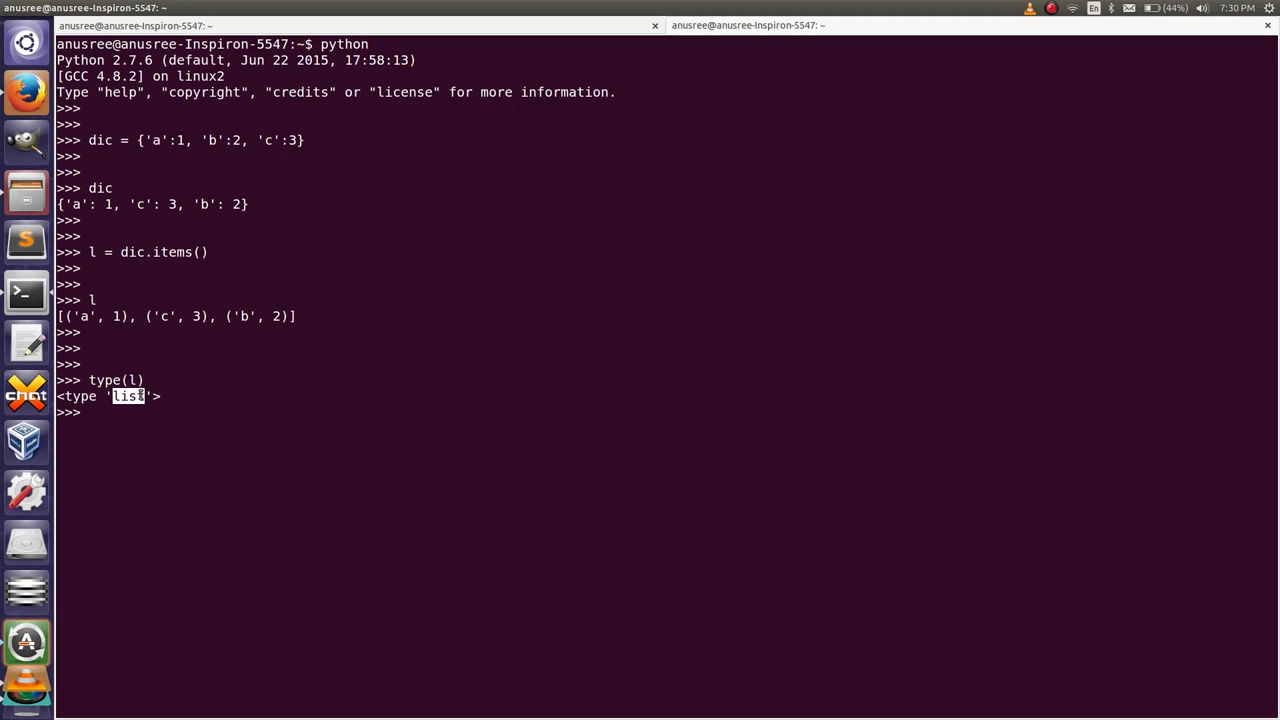 anusree@anusree-Inspiron-5547: ~
En
(44%)
7:30 PM
anusree@anusree-Inspiron-5547: ~
anusree@anusree-Inspiron-5547: ~
anusree@anusree-Inspiron-5547:~$ python
Python 2.7.6 (default, Jun 22 2015, 17:58:13)
[GCC 4.8.2] on linux2
Type "help", "copyright", "credits" or "license" for more information.
>>>
>>>
>>> dic = {'a':1, 'b':2, 'c':3}
>>>
>>>
>>> dic
{'a': 1, 'c': 3, 'b': 2}
>>>
>>>
>>> l = dic.items()
>>>
>>>
>>> l
[('a', 1), ('c', 3), ('b', 2)]
>>>
>>>
>>>
>>> type(l)
<type 'list'>
>>>
S
>_
chat
A